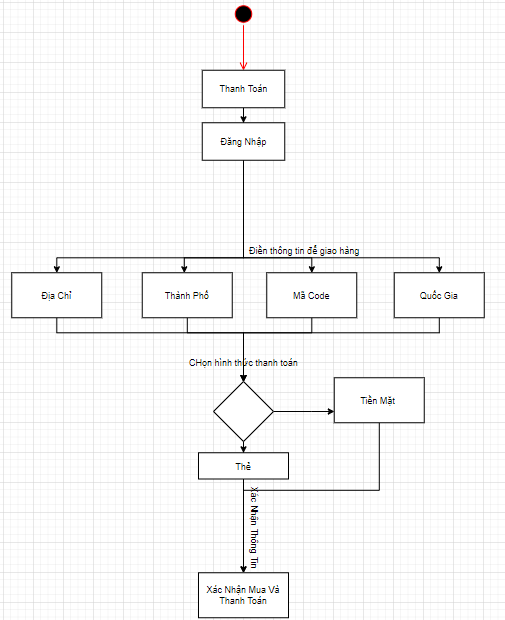 Thanh Toán
Đăng Nhập
Điền thông tin để giao hàng
Địa Chỉ
Thành Phố
Mã Code
Quốc Gia
CHọn hình thức thanh toán
Tiền Mặt
Thẻ
Xác Nhận Thông Tin
Xác Nhận Mua Và
Thanh Toán